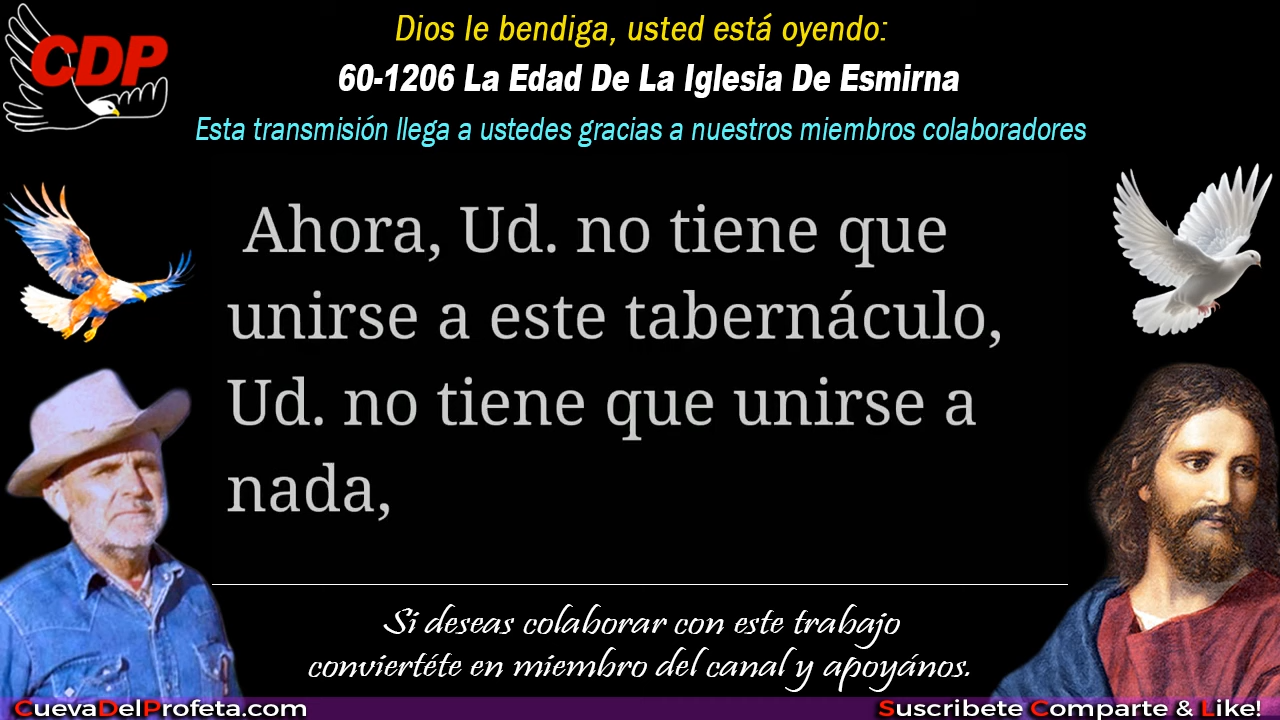 CDP
Dios le bendiga, usted está oyendo:
60-1206 La Edad De La Iglesia De Esmirna
Esta transmisión llega a ustedes gracias a nuestros miembros colaboradores
Ahora, Ud. no tiene que
unirse a este tabernáculo,
Ud. no tiene que unirse a
nada,
Si deseas colaborar con este trabajo
conviertéte en miembro del canal y apoyános.
CuevaDelProfeta.com
Suscribete Comparte & Like!